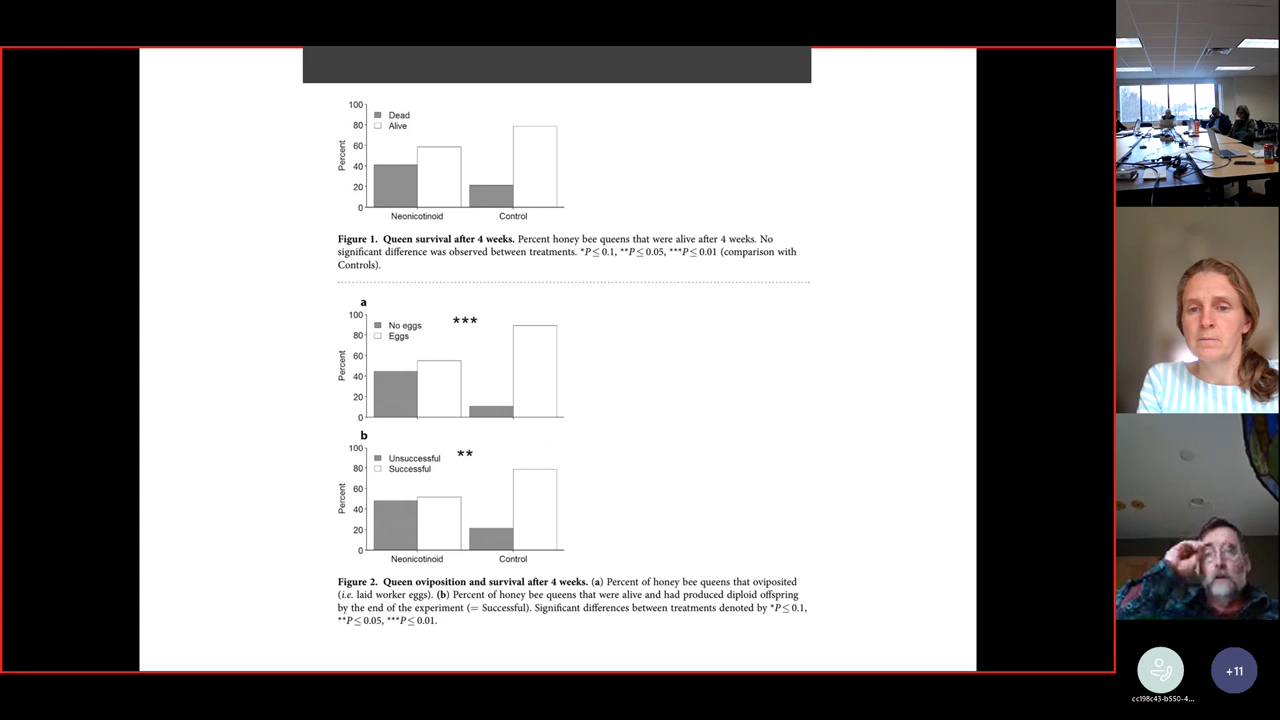 100
80
60
40
20
0
Percent
Dead
Alive
Neonicotinoid Control
Figure 1. Queen survival after 4 weeks. Percent honey bee queens that were alive after 4 weeks. No
significant difference was observed between treatments. *P ≤ 0.1, **P ≤ 0.05, ***P ≤ 0.01 (comparison with
Controls).
a
100
80
60
40
20
0
Percent
No eggs
Eggs
***
b
100
80
60
40
20
0
Percent
Unsuccessful
Successful
**
Neonicotinoid Control
Figure 2. Queen oviposition and survival after 4 weeks. (a) Percent of honey bee queens that oviposited
(i.e. laid worker eggs). (b) Percent of honey bee queens that were alive and had produced diploid offspring
by the end of the experiment (= Successful). Significant differences between treatments denoted by *P ≤ 0.1,
**P ≤ 0.05, ***P ≤ 0.01.
cc198c43-b550-4...
+11